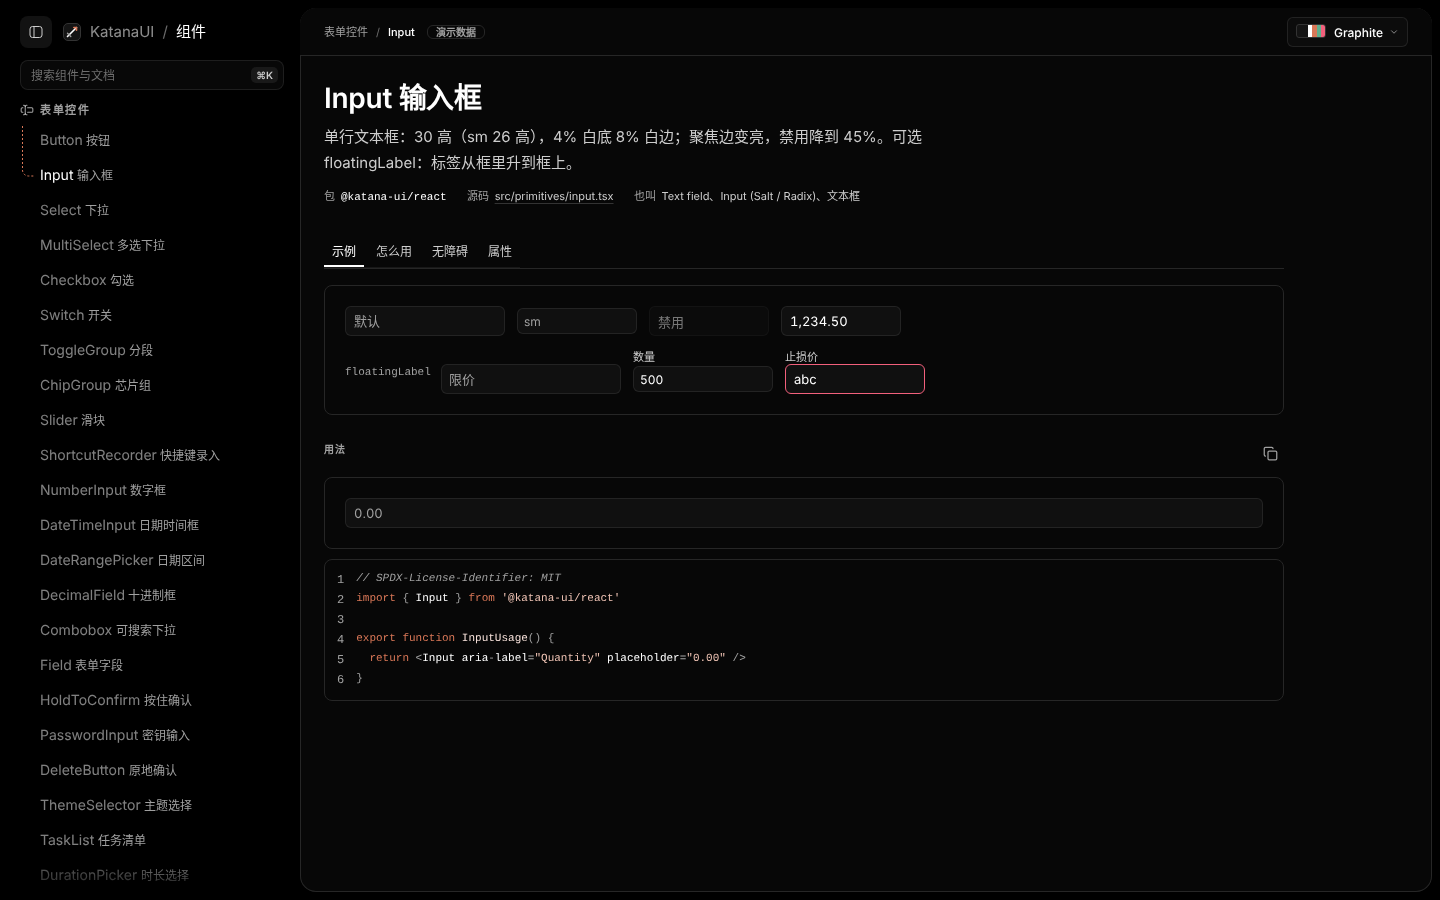 KatanaUI / 组件
搜索组件与文档 ⌘K
表单控件
Button 按钮
Input 输入框
Select 下拉
MultiSelect 多选下拉
Checkbox 勾选
Switch 开关
ToggleGroup 分段
ChipGroup 芯片组
Slider 滑块
ShortcutRecorder 快捷键录入
NumberInput 数字框
DateTimeInput 日期时间框
DateRangePicker 日期区间
DecimalField 十进制框
Combobox 可搜索下拉
Field 表单字段
HoldToConfirm 按住确认
PasswordInput 密钥输入
DeleteButton 原地确认
ThemeSelector 主题选择
TaskList 任务清单
DurationPicker 时长选择
表单控件 / Input 演示数据
Graphite
Input 输入框
单行文本框：30 高（sm 26 高），4% 白底 8% 白边；聚焦边变亮，禁用降到 45%。可选
floatingLabel：标签从框里升到框上。
包 @katana-ui/react 源码 src/primitives/input.tsx 也叫 Text field、Input (Salt / Radix)、文本框
示例 怎么用 无障碍 属性
默认 sm 禁用 1,234.50
数量 止损价
floatingLabel 限价 500 abc
用法
0.00
1 // SPDX-License-Identifier: MIT
2 import { Input } from '@katana-ui/react'
3
4 export function InputUsage() {
5 return <Input aria-label="Quantity" placeholder="0.00" />
6 }